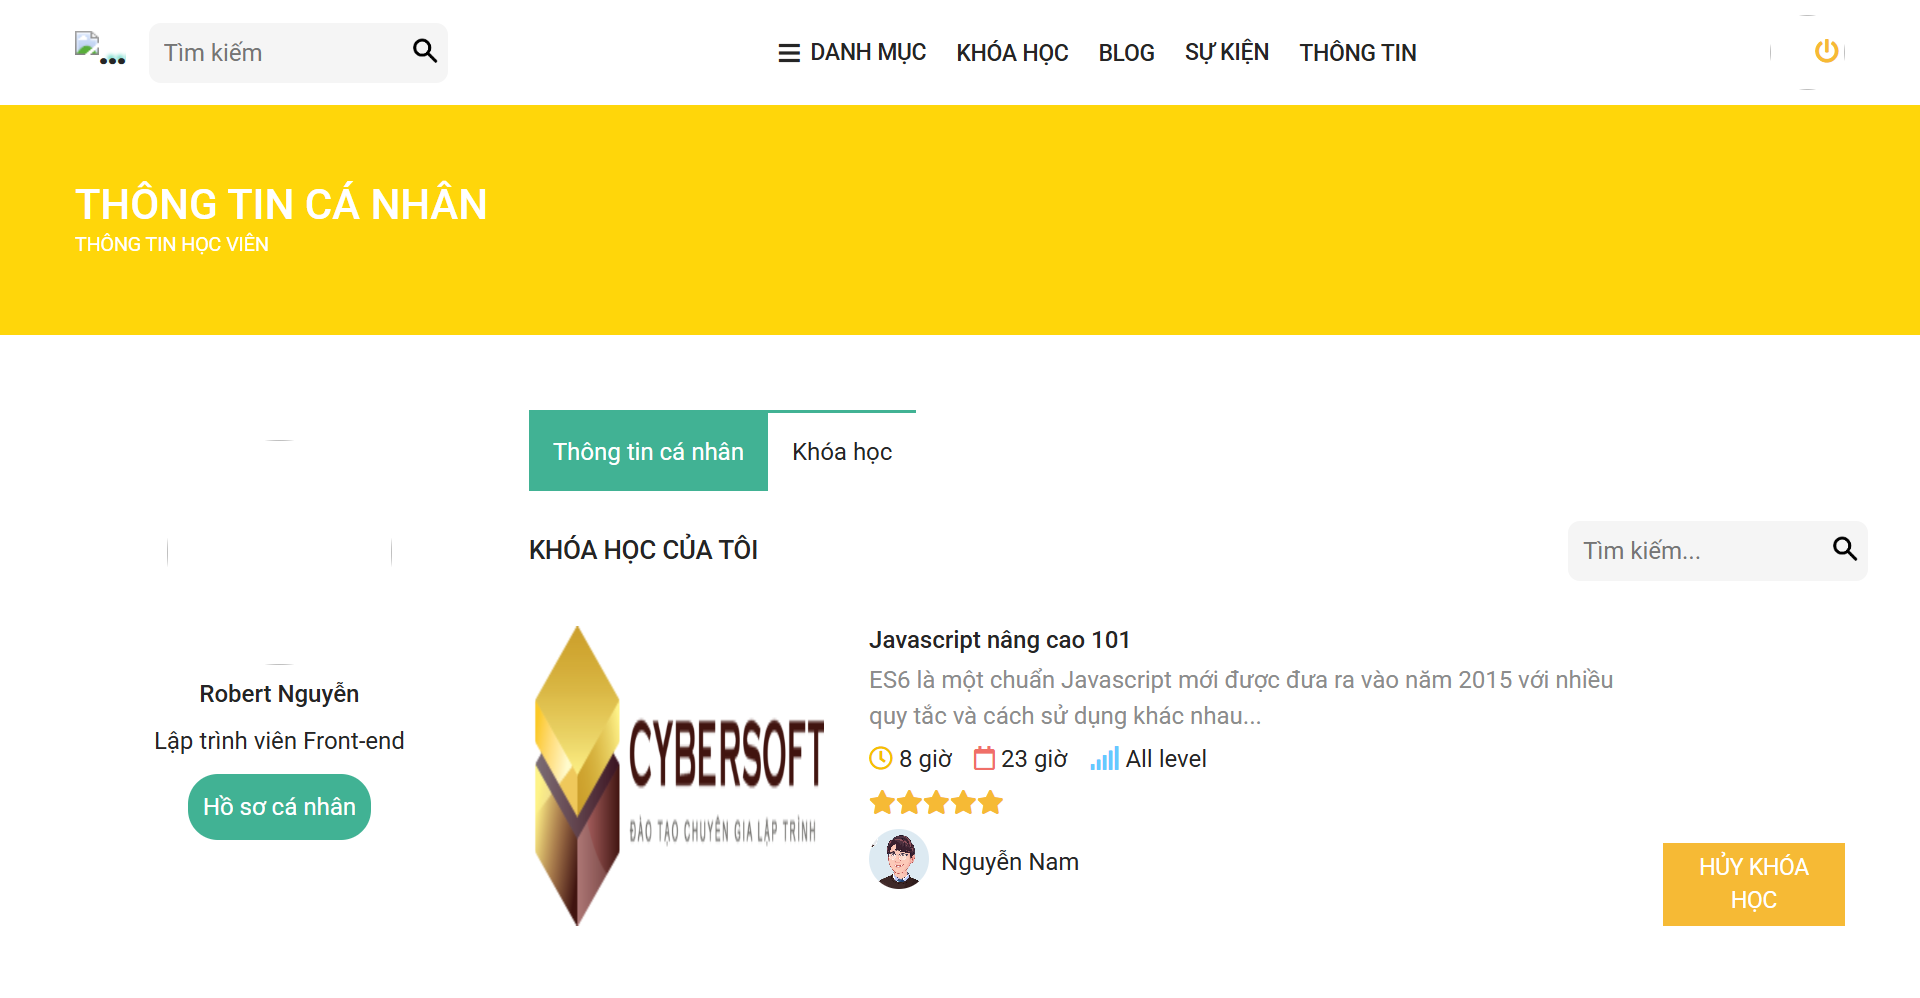 ...
Tìm kiếm
DANH MỤC
KHÓA HỌC
BLOG
SỰ KIỆN
THÔNG TIN
THÔNG TIN CÁ NHÂN
THÔNG TIN HỌC VIÊN
Thông tin cá nhân
Khóa học
KHÓA HỌC CỦA TÔI
Tìm kiếm...
Robert Nguyễn
Lập trình viên Front-end
Hồ sơ cá nhân
CYBERSOFT
ĐÀO TẠO CHUYÊN GIA LẬP TRÌNH
Javascript nâng cao 101
ES6 là một chuẩn Javascript mới được đưa ra vào năm 2015 với nhiều
quy tắc và cách sử dụng khác nhau...
8 giờ
23 giờ
All level
Nguyễn Nam
HỦY KHÓA
HỌC